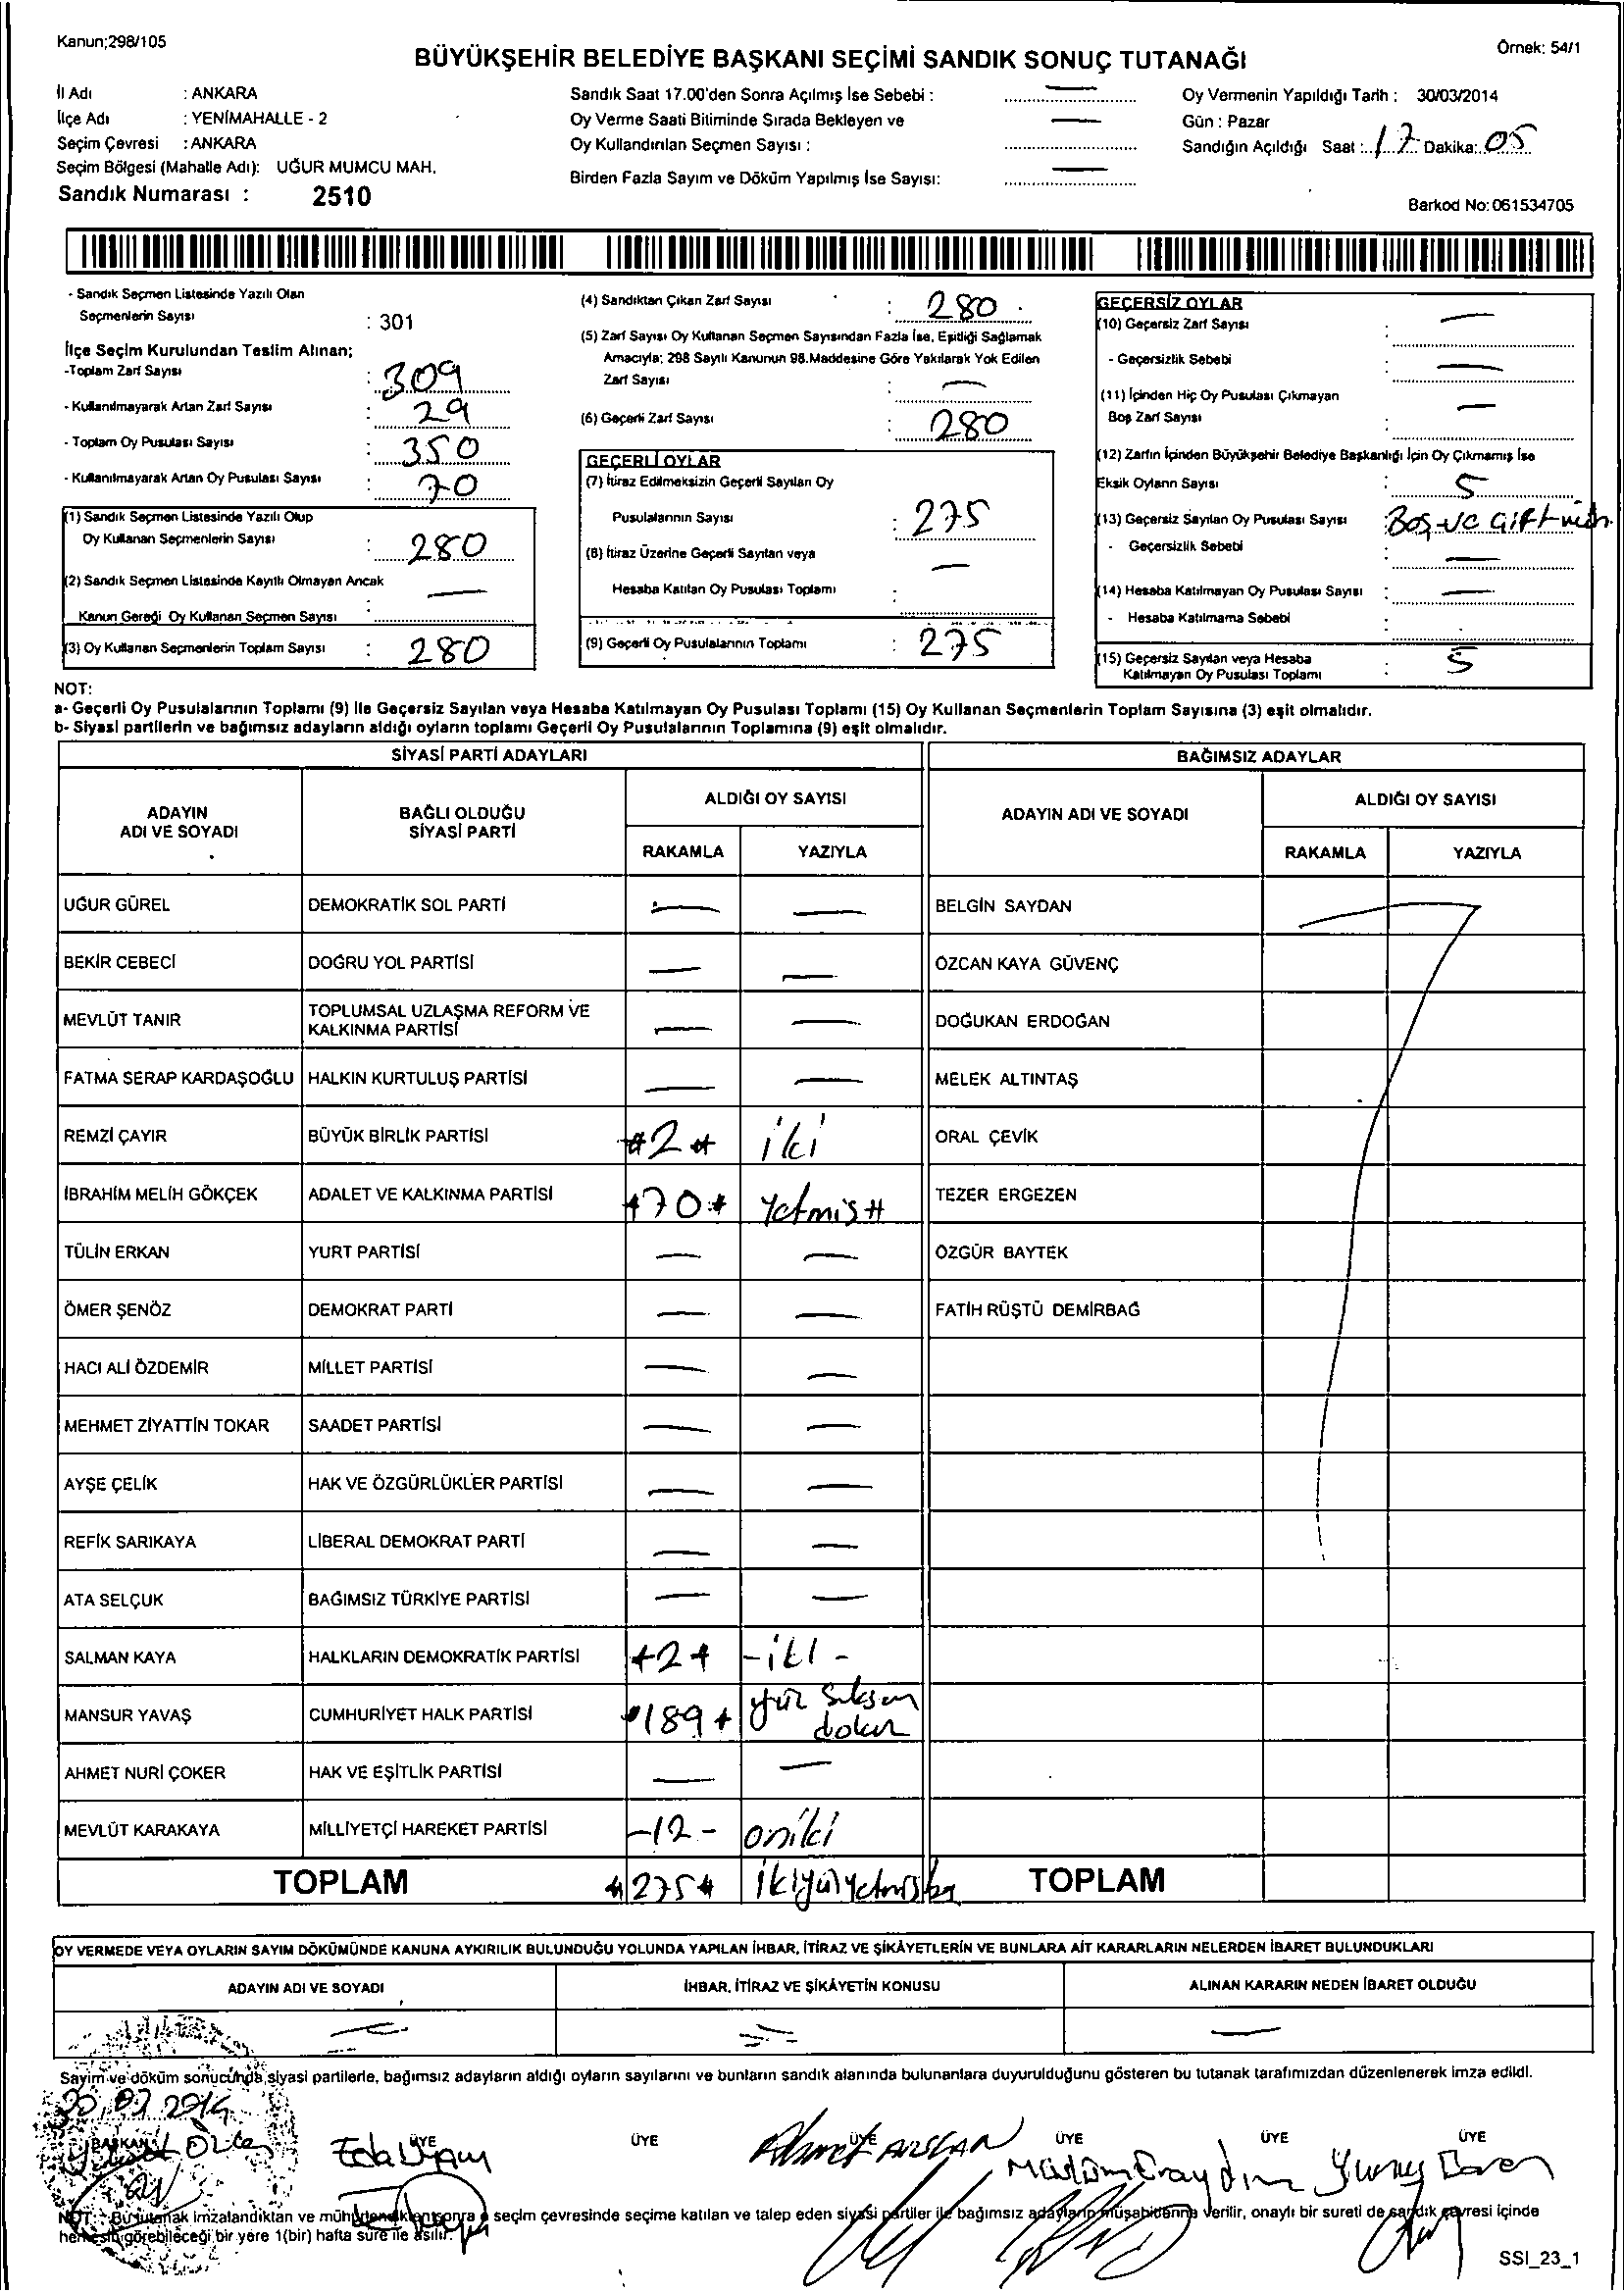 Kanun;298/105
Örnek: 54/1
BÜYÜKŞEHİR BELEDİYE BAŞKANI SEÇİMİ SANDIK SONUÇ TUTANAĞI
İl Adı : ANKARA
İlçe Adı : YENİMAHALLE - 2
Seçim Çevresi : ANKARA
Seçim Bölgesi (Mahalle Adı): UĞUR MUMCU MAH.
Sandık Numarası : 2510
Sandık Saat 17.00'den Sonra Açılmış İse Sebebi :
Oy Verme Saati Bitiminde Sırada Bekleyen ve
Oy Kullandırılan Seçmen Sayısı :
Birden Fazla Sayım ve Döküm Yapılmış İse Sayısı:
Oy Vermenin Yapıldığı Tarih : 30/03/2014
Gün : Pazar
Sandığın Açıldığı Saat : 17 Dakika: 05
Barkod No: 061534705
- Sandık Seçmen Listesinde Yazılı Olan
Seçmenlerin Sayısı : 301
İlçe Seçim Kurulundan Teslim Alınan;
-Toplam Zarf Sayısı : 309
- Kullanılmayarak Artan Zarf Sayısı : 29
- Toplam Oy Pusulası Sayısı : 350
- Kullanılmayarak Artan Oy Pusulası Sayısı : 70
(1) Sandık Seçmen Listesinde Yazılı Olup
Oy Kullanan Seçmenlerin Sayısı : 280
(2) Sandık Seçmen Listesinde Kayıtlı Olmayan Ancak
Kanun Gereği Oy Kullanan Seçmen Sayısı : —
(3) Oy Kullanan Seçmenlerin Toplam Sayısı : 280
(4) Sandıktan Çıkan Zarf Sayısı : 280
(5) Zarf Sayısı Oy Kullanan Seçmen Sayısından Fazla İse, Eşitliği Sağlamak
Amacıyla; 298 Sayılı Kanunun 98.Maddesine Göre Yakılarak Yok Edilen
Zarf Sayısı : —
(6) Geçerli Zarf Sayısı : 280
GEÇERLİ OYLAR
(7) İtiraz Edilmeksizin Geçerli Sayılan Oy
Pusulalarının Sayısı : 275
(8) İtiraz Üzerine Geçerli Sayılan veya
Hesaba Katılan Oy Pusulası Toplamı : —
(9) Geçerli Oy Pusulalarının Toplamı : 275
GEÇERSİZ OYLAR
(10) Geçersiz Zarf Sayısı : —
- Geçersizlik Sebebi : —
(11) İçinden Hiç Oy Pusulası Çıkmayan
Boş Zarf Sayısı : —
(12) Zarfın İçinden Büyükşehir Belediye Başkanlığı İçin Oy Çıkmamış İse
Eksik Oyların Sayısı : 5
(13) Geçersiz Sayılan Oy Pusulası Sayısı : Boş ve çift
- Geçersizlik Sebebi : —
(14) Hesaba Katılmayan Oy Pusulası Sayısı : —
- Hesaba Katılmama Sebebi :
(15) Geçersiz Sayılan veya Hesaba
Katılmayan Oy Pusulası Toplamı : 5
NOT:
a- Geçerli Oy Pusulalarının Toplamı (9) ile Geçersiz Sayılan veya Hesaba Katılmayan Oy Pusulası Toplamı (15) Oy Kullanan Seçmenlerin Toplam Sayısına (3) eşit olmalıdır.
b- Siyasi partilerin ve bağımsız adayların aldığı oyların toplamı Geçerli Oy Pusulalarının Toplamına (9) eşit olmalıdır.
SİYASİ PARTİ ADAYLARI BAĞIMSIZ ADAYLAR
ADAYIN ADI VE SOYADI BAĞLI OLDUĞU SİYASİ PARTİ ALDIĞI OY SAYISI ADAYIN ADI VE SOYADI ALDIĞI OY SAYISI
RAKAMLA YAZIYLA RAKAMLA YAZIYLA
UĞUR GÜREL DEMOKRATİK SOL PARTİ — — BELGİN SAYDAN
BEKİR CEBECİ DOĞRU YOL PARTİSİ — — ÖZCAN KAYA GÜVENÇ
MEVLÜT TANIR TOPLUMSAL UZLAŞMA REFORM VE KALKINMA PARTİSİ — — DOĞUKAN ERDOĞAN
FATMA SERAP KARDAŞOĞLU HALKIN KURTULUŞ PARTİSİ — — MELEK ALTINTAŞ
REMZİ ÇAYIR BÜYÜK BİRLİK PARTİSİ #2# iki ORAL ÇEVİK
İBRAHİM MELİH GÖKÇEK ADALET VE KALKINMA PARTİSİ #70# Yetmiş# TEZER ERGEZEN
TÜLİN ERKAN YURT PARTİSİ — — ÖZGÜR BAYTEK
ÖMER ŞENÖZ DEMOKRAT PARTİ — — FATİH RÜŞTÜ DEMİRBAĞ
HACI ALİ ÖZDEMİR MİLLET PARTİSİ — —
MEHMET ZİYATTİN TOKAR SAADET PARTİSİ — —
AYŞE ÇELİK HAK VE ÖZGÜRLÜKLER PARTİSİ — —
REFİK SARIKAYA LİBERAL DEMOKRAT PARTİ — —
ATA SELÇUK BAĞIMSIZ TÜRKİYE PARTİSİ — —
SALMAN KAYA HALKLARIN DEMOKRATİK PARTİSİ +2+ -iki-
MANSUR YAVAŞ CUMHURİYET HALK PARTİSİ #189+ yüz seksen dokuz
AHMET NURİ ÇOKER HAK VE EŞİTLİK PARTİSİ — —
MEVLÜT KARAKAYA MİLLİYETÇİ HAREKET PARTİSİ -12- oniki
TOPLAM #275# ikiyüzyetmişbeş TOPLAM
OY VERMEDE VEYA OYLARIN SAYIM DÖKÜMÜNDE KANUNA AYKIRILIK BULUNDUĞU YOLUNDA YAPILAN İHBAR, İTİRAZ VE ŞİKÂYETLERİN VE BUNLARA AİT KARARLARIN NELERDEN İBARET BULUNDUKLARI
ADAYIN ADI VE SOYADI İHBAR, İTİRAZ VE ŞİKÂYETİN KONUSU ALINAN KARARIN NEDEN İBARET OLDUĞU
Sayım ve döküm sonucunda siyasi partilerle, bağımsız adayların aldığı oyların sayılarını ve bunların sandık alanında bulunanlara duyurulduğunu gösteren bu tutanak tarafımızdan düzenlenerek imza edildi.
30.03.2014
BAŞKAN ÜYE ÜYE ÜYE ÜYE ÜYE ÜYE
Ahmet ARSLAN
NOT : Bu tutanak imzalandıktan ve mühürlendikten sonra o seçim çevresinde seçime katılan ve talep eden siyasi partiler ile bağımsız adayların müşahitlerine verilir, onaylı bir sureti de sandık çevresi içinde
herkesin görebileceği bir yere 1(bir) hafta süre ile asılır.
SSI_23_1